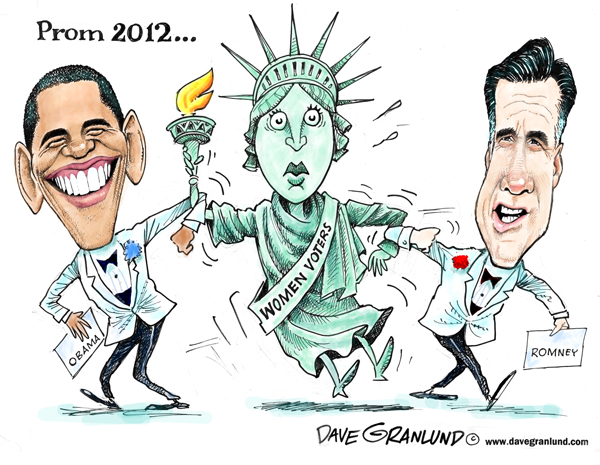 Prom 2012...
WOMEN VOTERS
OBAMA
ROMNEY
DAVE GRANLUND © www.davegranlund.com